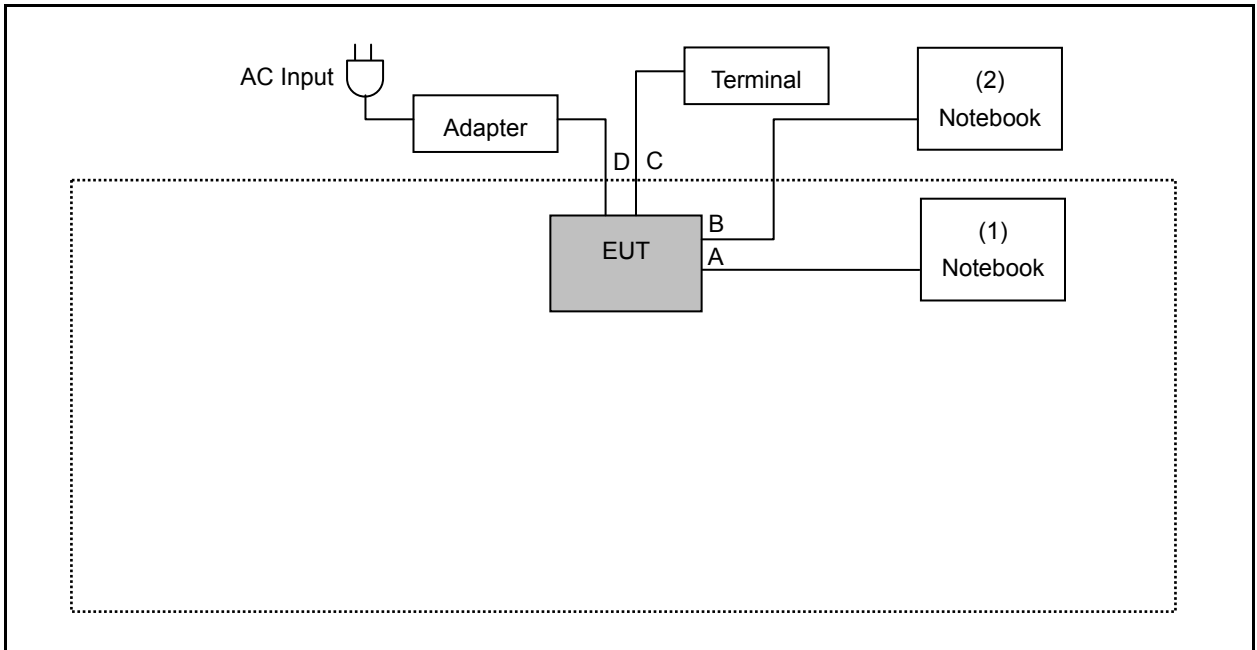 AC Input
Adapter
Terminal
(2)
Notebook
D
C
EUT
B
A
(1)
Notebook